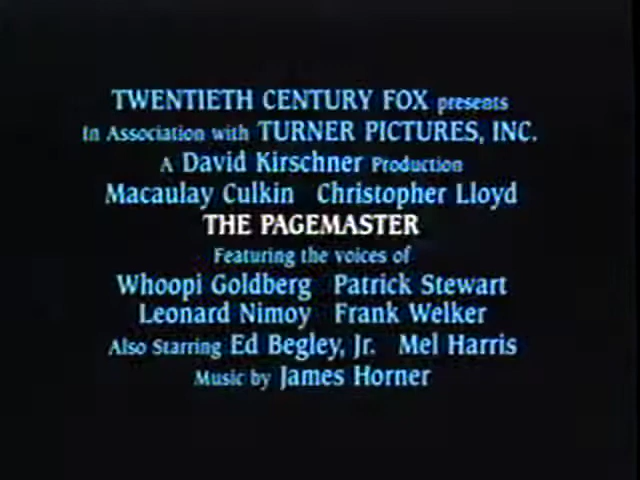 TWENTIETH CENTURY FOX presents
In Association with TURNER PICTURES, INC.
A David Kirschner Production
Macaulay Culkin Christopher Lloyd
THE PAGEMASTER
Featuring the voices of
Whoopi Goldberg Patrick Stewart
Leonard Nimoy Frank Welker
Also Starring Ed Begley, Jr. Mel Harris
Music by James Horner